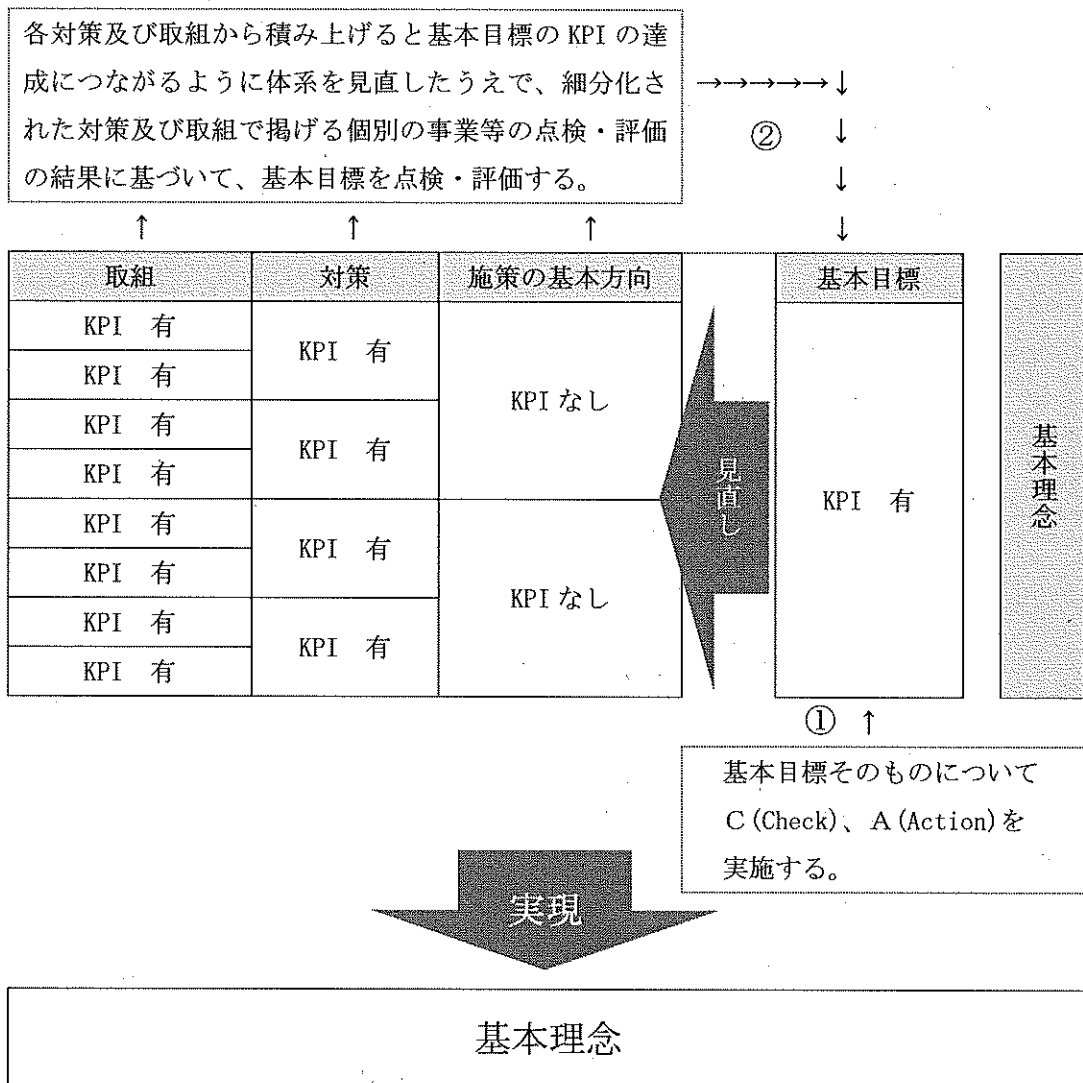 各対策及び取組から積み上げると基本目標の KPI の達
成につながるように体系を見直したうえで、細分化さ
れた対策及び取組で掲げる個別の事業等の点検・評価
の結果に基づいて、基本目標を点検・評価する。
→→→→→↓
② ↓
↓
↑ ↑ ↑ ↓
取組 対策 施策の基本方向 基本目標
KPI 有
KPI 有
KPI 有
KPI 有
KPI 有
KPI 有
KPI 有
KPI 有
KPI 有
KPI 有
KPI 有
KPI 有
KPI なし
KPI なし
見直し
KPI 有
基本理念
① ↑
基本目標そのものについて
C(Check)、A(Action)を
実施する。
実現
基本理念